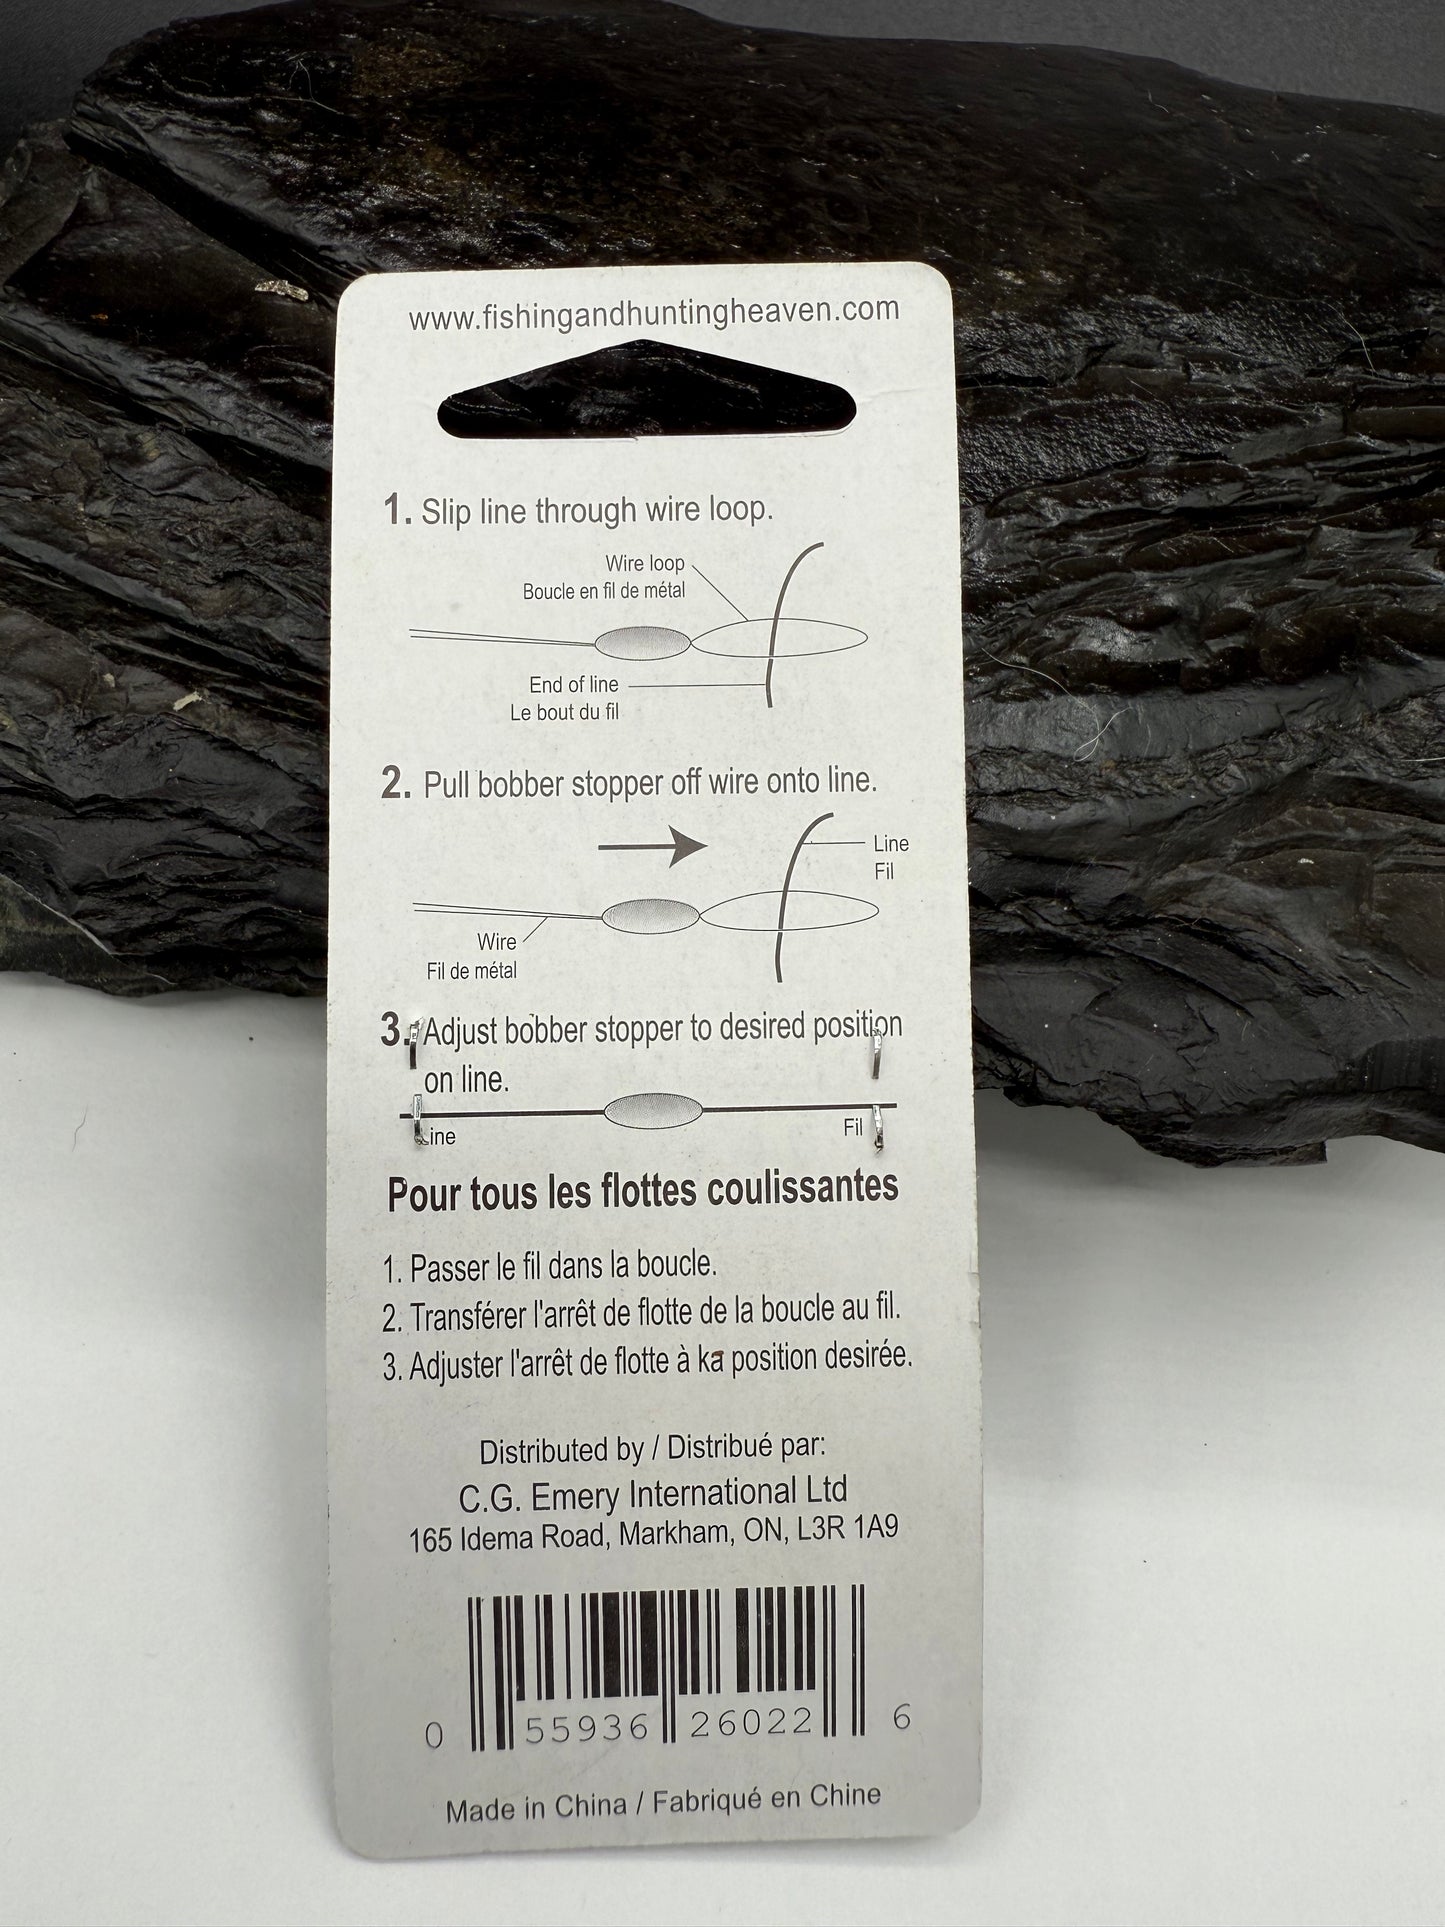 www.fishingandhuntingheaven.com
1. Slip line through wire loop.
Wire loop
Boucle en fil de métal
End of line
Le bout du fil
2. Pull bobber stopper off wire onto line.
Line
Fil
Wire
Fil de métal
3. Adjust bobber stopper to desired position
on line.
Line
Fil
Pour tous les flottes coulissantes
1. Passer le fil dans la boucle.
2. Transférer l'arrêt de flotte de la boucle au fil.
3. Adjuster l'arrêt de flotte à ka position desirée.
Distributed by / Distribué par:
C.G. Emery International Ltd
165 Idema Road, Markham, ON, L3R 1A9
0 55936 26022 6
Made in China / Fabriqué en Chine